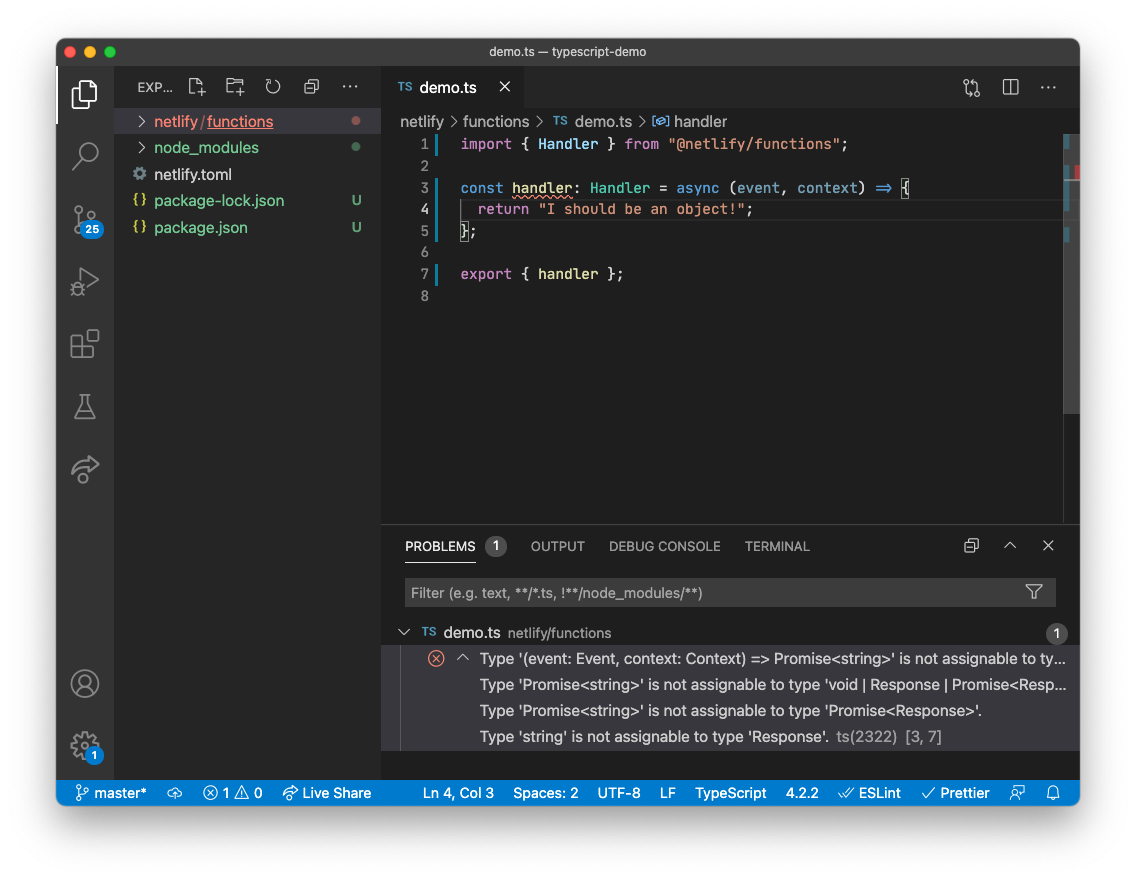 demo.ts — typescript-demo
EXP...
TS demo.ts
netlify/functions
node_modules
netlify.toml
{} package-lock.json U
{} package.json U
25
1
netlify > functions > TS demo.ts > handler
1 import { Handler } from "@netlify/functions";
2
3 const handler: Handler = async (event, context) => {
4 return "I should be an object!";
5 };
6
7 export { handler };
8
PROBLEMS 1 OUTPUT DEBUG CONSOLE TERMINAL
Filter (e.g. text, **/*.ts, !**/node_modules/**)
TS demo.ts netlify/functions 1
Type '(event: Event, context: Context) => Promise<string>' is not assignable to ty...
Type 'Promise<string>' is not assignable to type 'void | Response | Promise<Resp...
Type 'Promise<string>' is not assignable to type 'Promise<Response>'.
Type 'string' is not assignable to type 'Response'. ts(2322) [3, 7]
master* 1 0 Live Share Ln 4, Col 3 Spaces: 2 UTF-8 LF TypeScript 4.2.2 ESLint Prettier